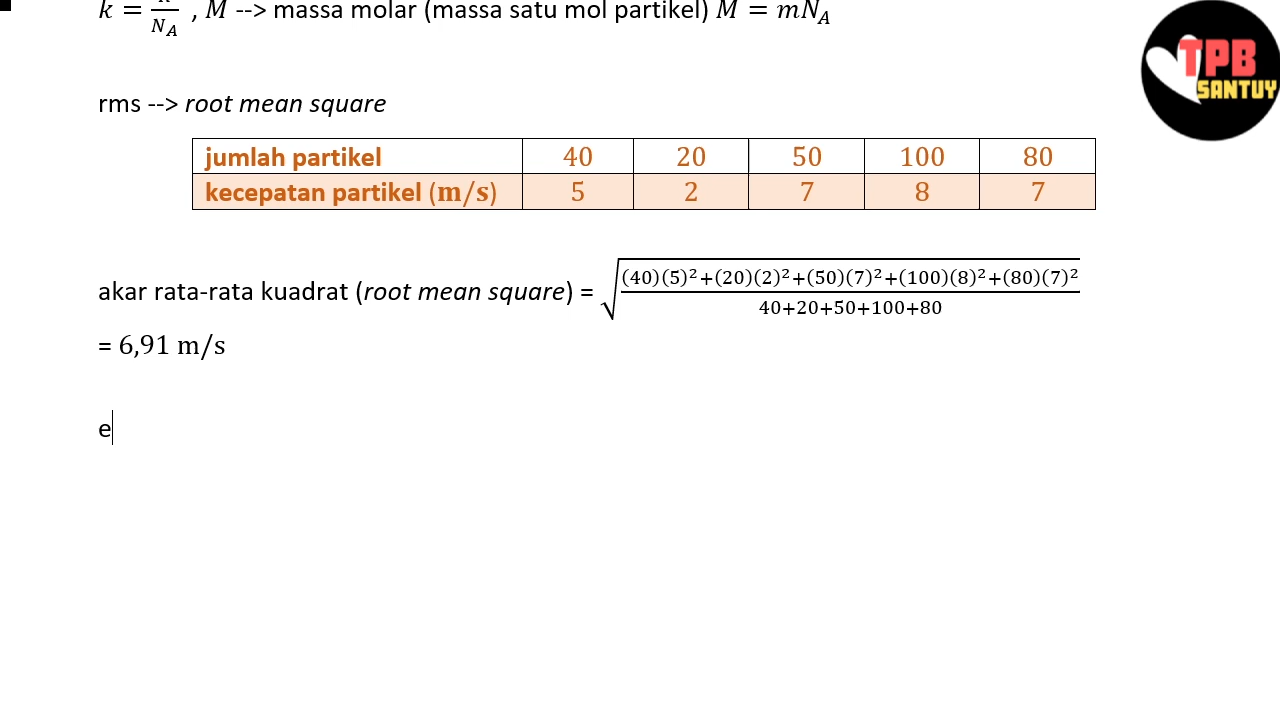 k = R/N_A , M --> massa molar (massa satu mol partikel) M = mN_A
TPB
SANTUY
rms --> root mean square
jumlah partikel 40 20 50 100 80
kecepatan partikel (m/s) 5 2 7 8 7
akar rata-rata kuadrat (root mean square) = √((40)(5)²+(20)(2)²+(50)(7)²+(100)(8)²+(80)(7)²)/(40+20+50+100+80)
= 6,91 m/s
e